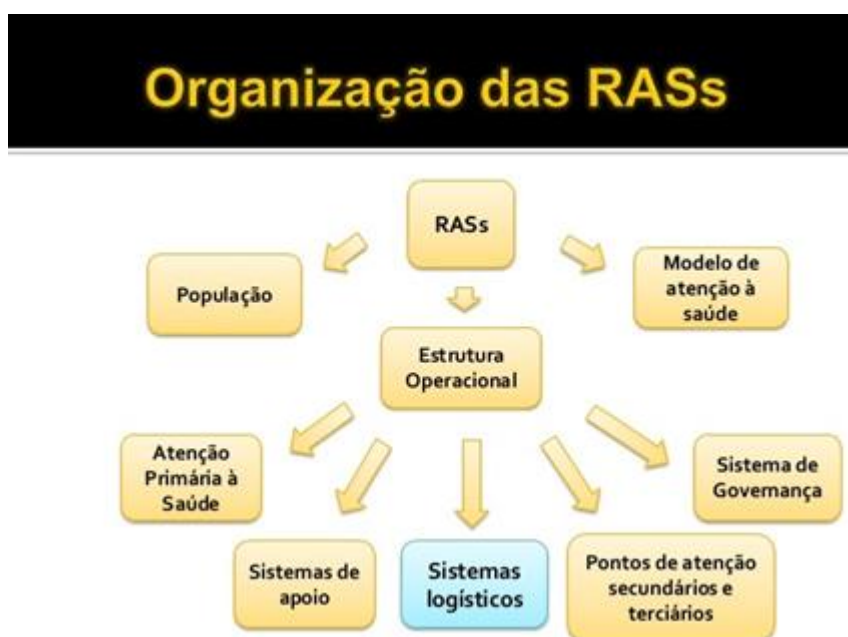 Organização das RASs
RASs
População
Modelo de
atenção à
saúde
Estrutura
Operacional
Atenção
Primária à
Saúde
Sistema de
Governança
Sistemas de
apoio
Sistemas
logísticos
Pontos de atenção
secundários e
terciários